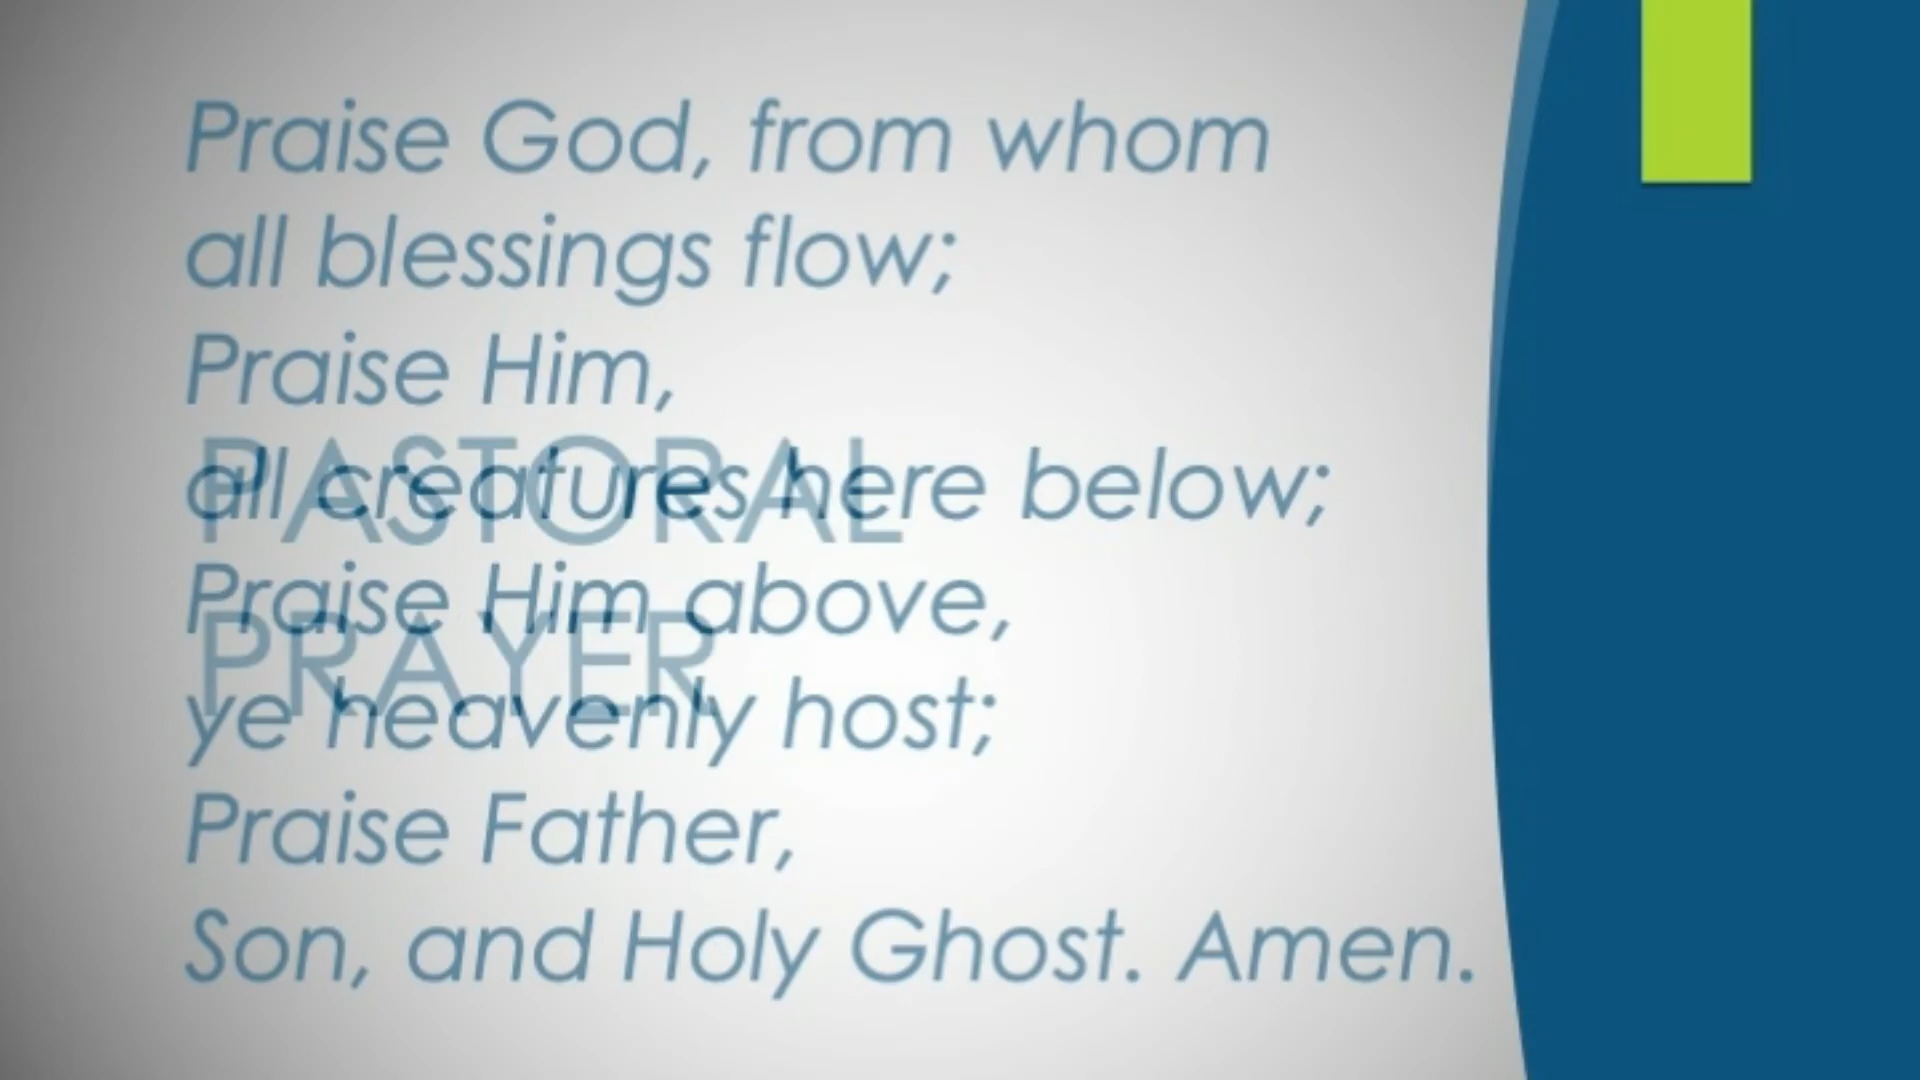 Praise God, from whom
all blessings flow;
Praise Him,
all creatures here below;
PASTORAL
Praise Him above,
PRAYER
ye heavenly host;
Praise Father,
Son, and Holy Ghost. Amen.